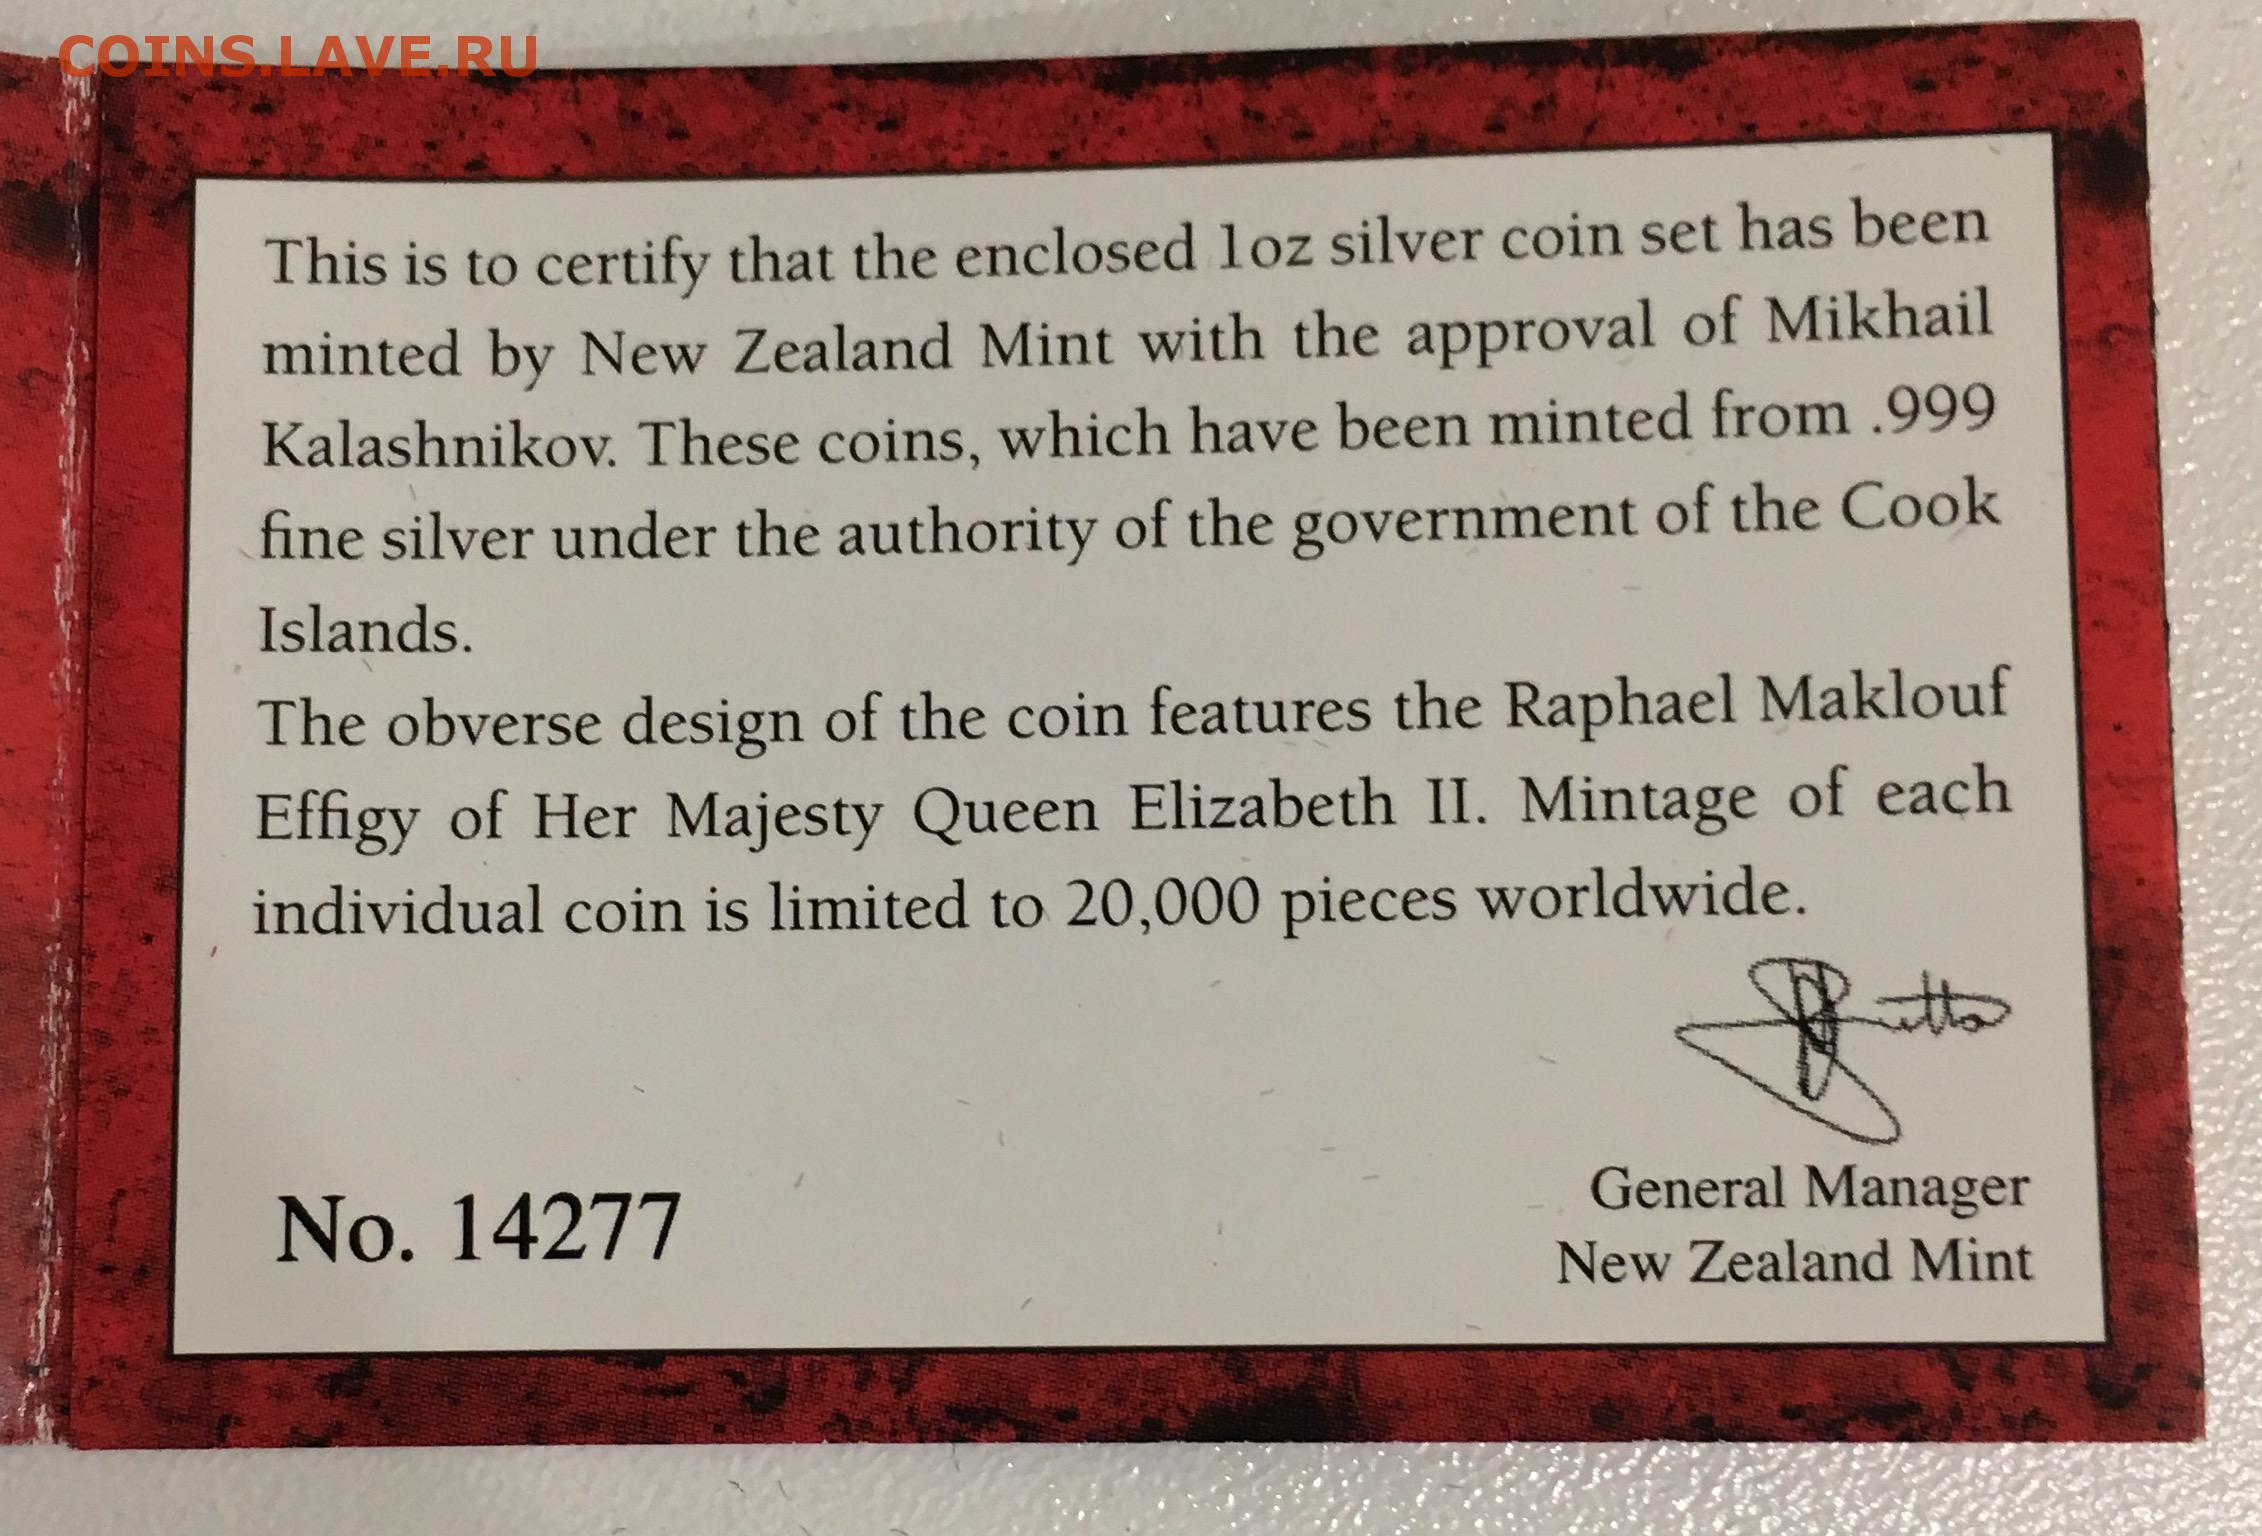 COINS.LAVE.RU
This is to certify that the enclosed 1oz silver coin set has been
minted by New Zealand Mint with the approval of Mikhail
Kalashnikov. These coins, which have been minted from .999
fine silver under the authority of the government of the Cook
Islands.
The obverse design of the coin features the Raphael Maklouf
Effigy of Her Majesty Queen Elizabeth II. Mintage of each
individual coin is limited to 20,000 pieces worldwide.
No. 14277
General Manager
New Zealand Mint